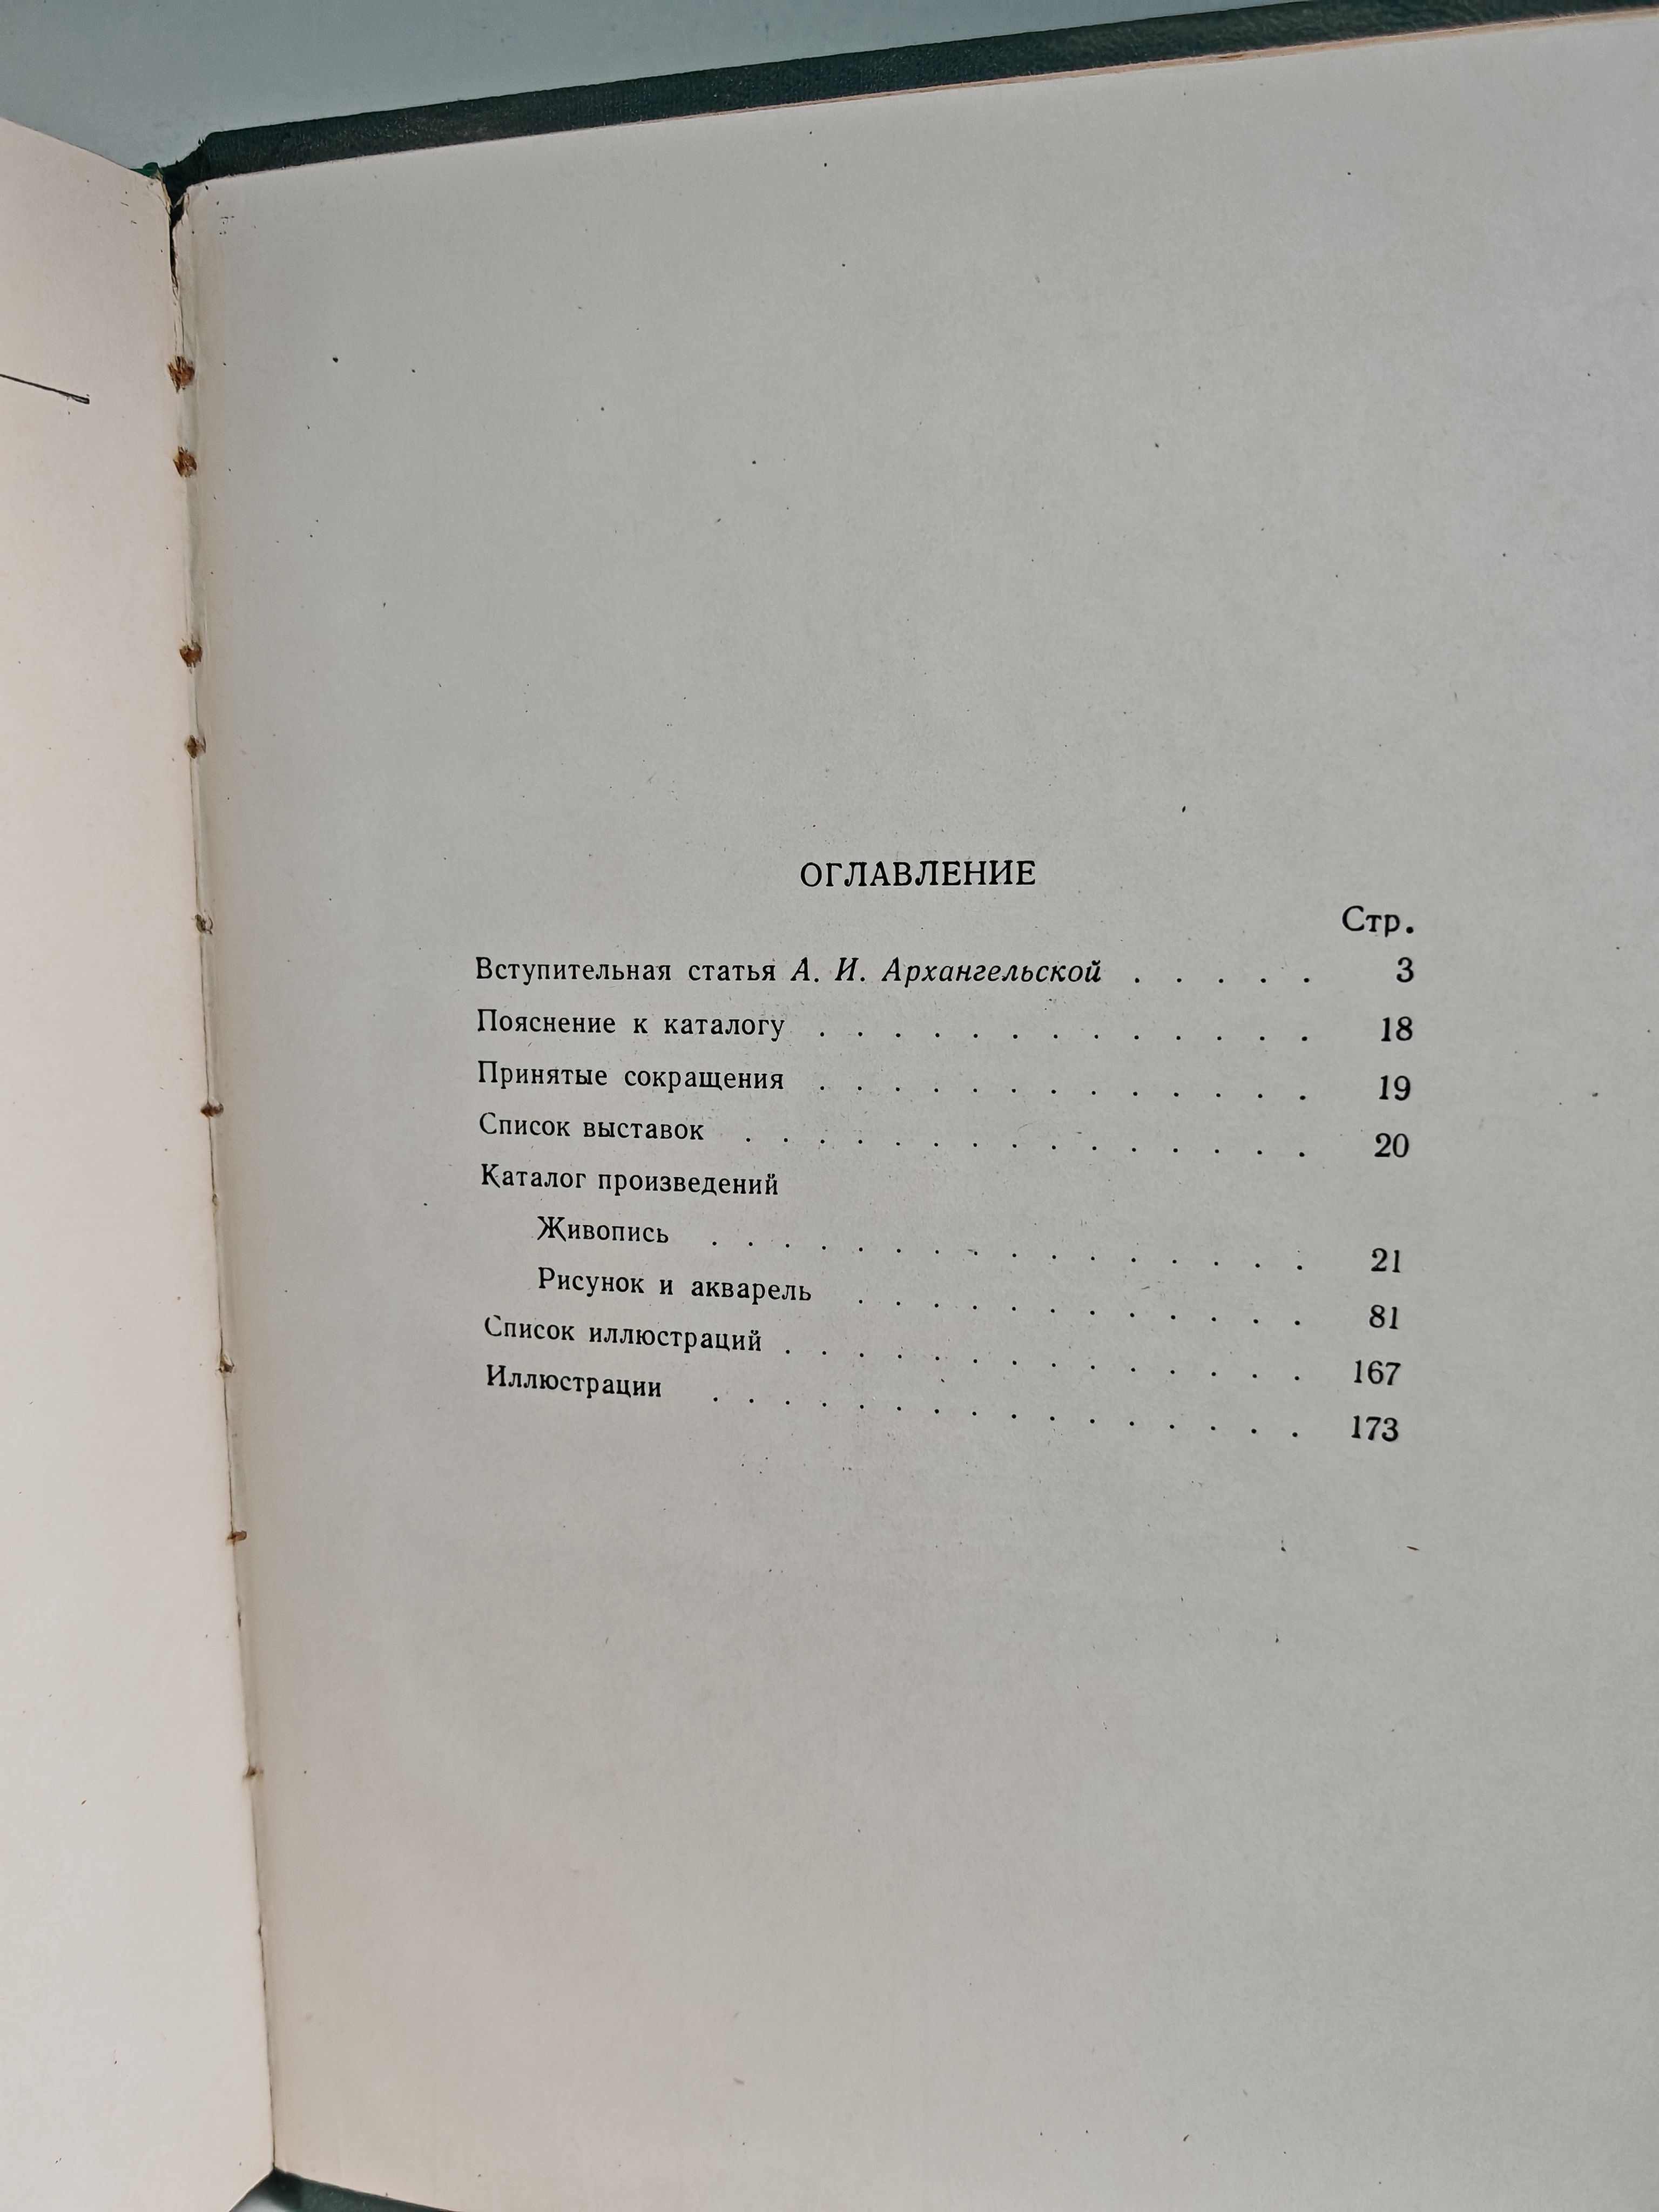 ОГЛАВЛЕНИЕ
Стр.
Вступительная статья А. И. Архангельской . . . . . 3
Пояснение к каталогу . . . . . . . . . . . . . 18
Принятые сокращения . . . . . . . . . . . . . 19
Список выставок . . . . . . . . . . . . . . . 20
Каталог произведений
Живопись . . . . . . . . . . . . . . . . 21
Рисунок и акварель . . . . . . . . . . . . 81
Список иллюстраций . . . . . . . . . . . . . . 167
Иллюстрации . . . . . . . . . . . . . . . . 173